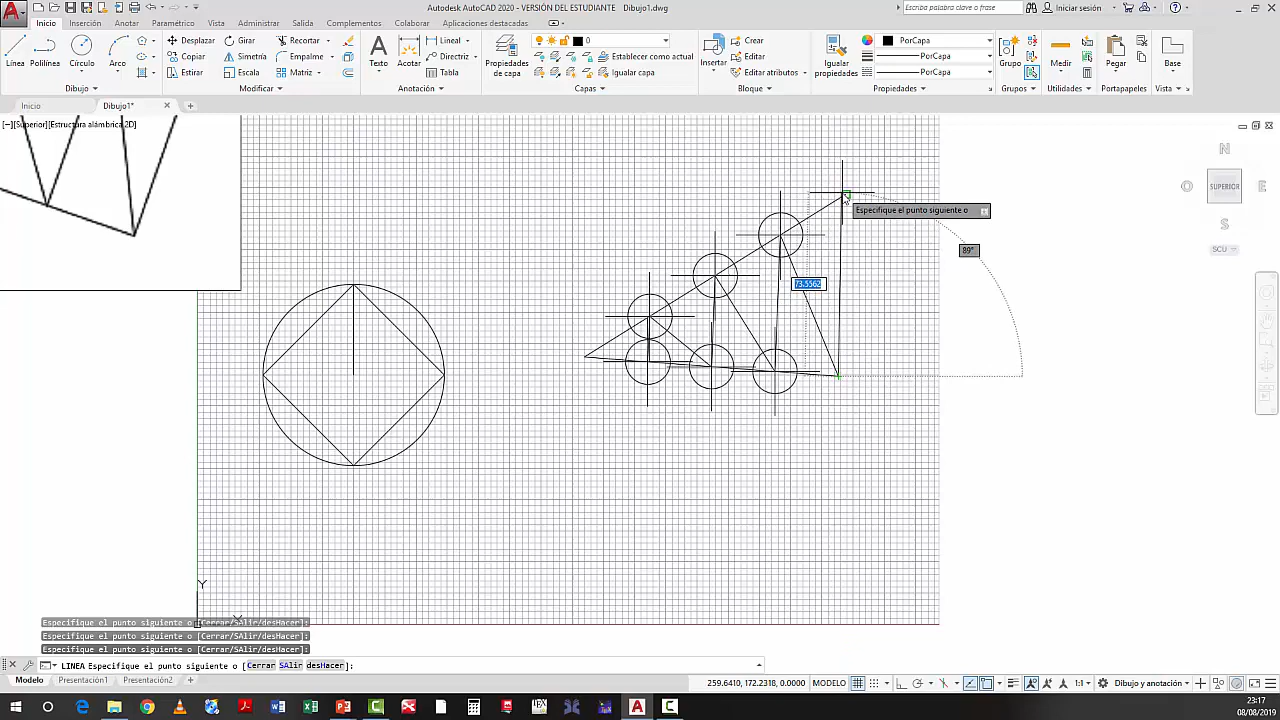 Autodesk AutoCAD 2020 - VERSIÓN DEL ESTUDIANTE Dibujo1.dwg
Escriba palabra clave o frase
Iniciar sesión
Inicio Inserción Anotar Paramétrico Vista Administrar Salida Complementos Colaborar Aplicaciones destacadas
Línea Polilínea Círculo Arco
Desplazar Girar Recortar
Copiar Simetría Empalme
Estirar Escala Matriz
Texto Acotar
Lineal
Directriz
Tabla
Propiedades de capa
0
Establecer como actual
Igualar capa
Insertar
Crear
Editar
Editar atributos
Igualar propiedades
PorCapa
PorCapa
PorCapa
Grupo Medir Pegar Base
Dibujo Modificar Anotación Capas Bloque Propiedades Grupos Utilidades Portapapeles Vista
Inicio Dibujo1*
[−][Superior][Estructura alámbrica 2D]
N
O SUPERIOR E
S
SCU
Especifique el punto siguiente o
89°
73.5562
Y
Especifique el punto siguiente o [Cerrar/SAlir/desHacer]:
Especifique el punto siguiente o [Cerrar/SAlir/desHacer]:
Especifique el punto siguiente o [Cerrar/SAlir/desHacer]:
LINEA Especifique el punto siguiente o [Cerrar SAlir desHacer]:
Modelo Presentación1 Presentación2
259.6410, 172.2318, 0.0000 MODELO 1:1 Dibujo y anotación
23:17
08/08/2019